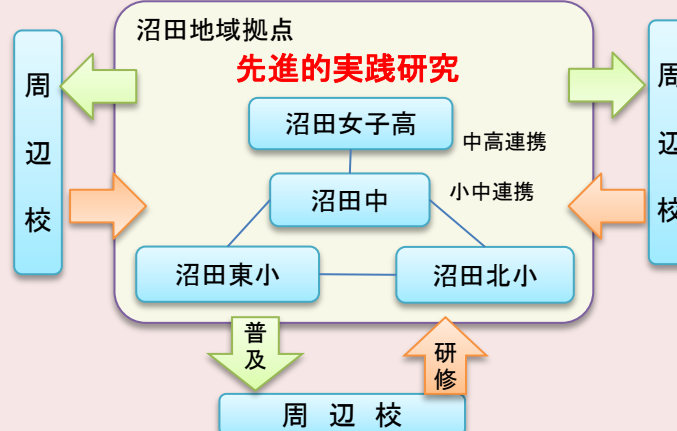 沼田地域拠点
先進的実践研究
沼田女子高
中高連携
沼田中
小中連携
沼田東小
沼田北小
周辺校
周辺校
普及
研修
周辺校